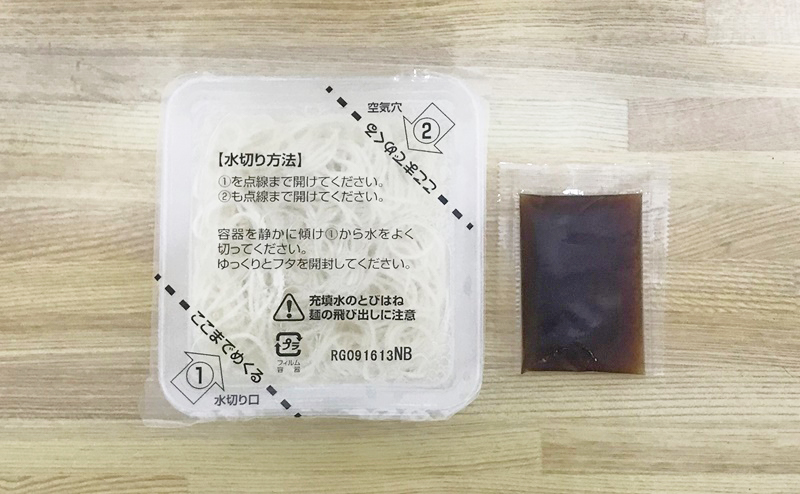 空気穴
②
ここまでめくる
【水切り方法】
①を点線まで開けてください。
②も点線まで開けてください。
容器を静かに傾け①から水をよく
切ってください。
ゆっくりとフタを開封してください。
充填水のとびはね
麺の飛び出しに注意
プラ
フィルム
容器
RG091613NB
ここまでめくる
①
水切り口